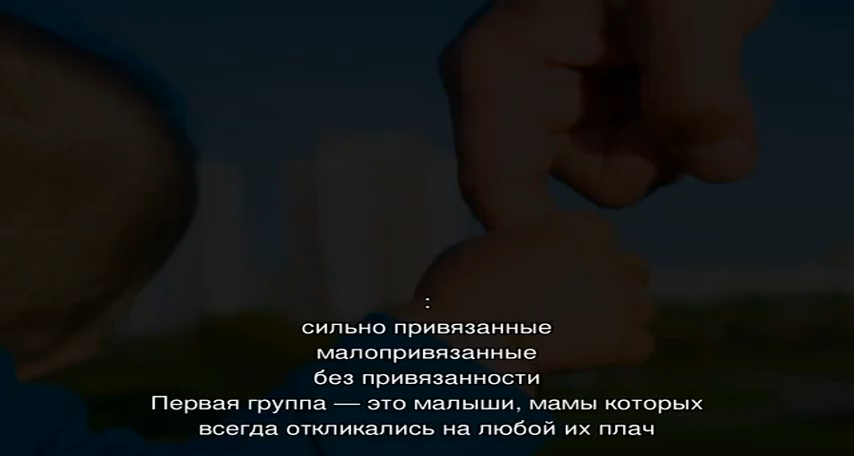 :
сильно привязанные
малопривязанные
без привязанности
Первая группа — это малыши, мамы которых
всегда откликались на любой их плач